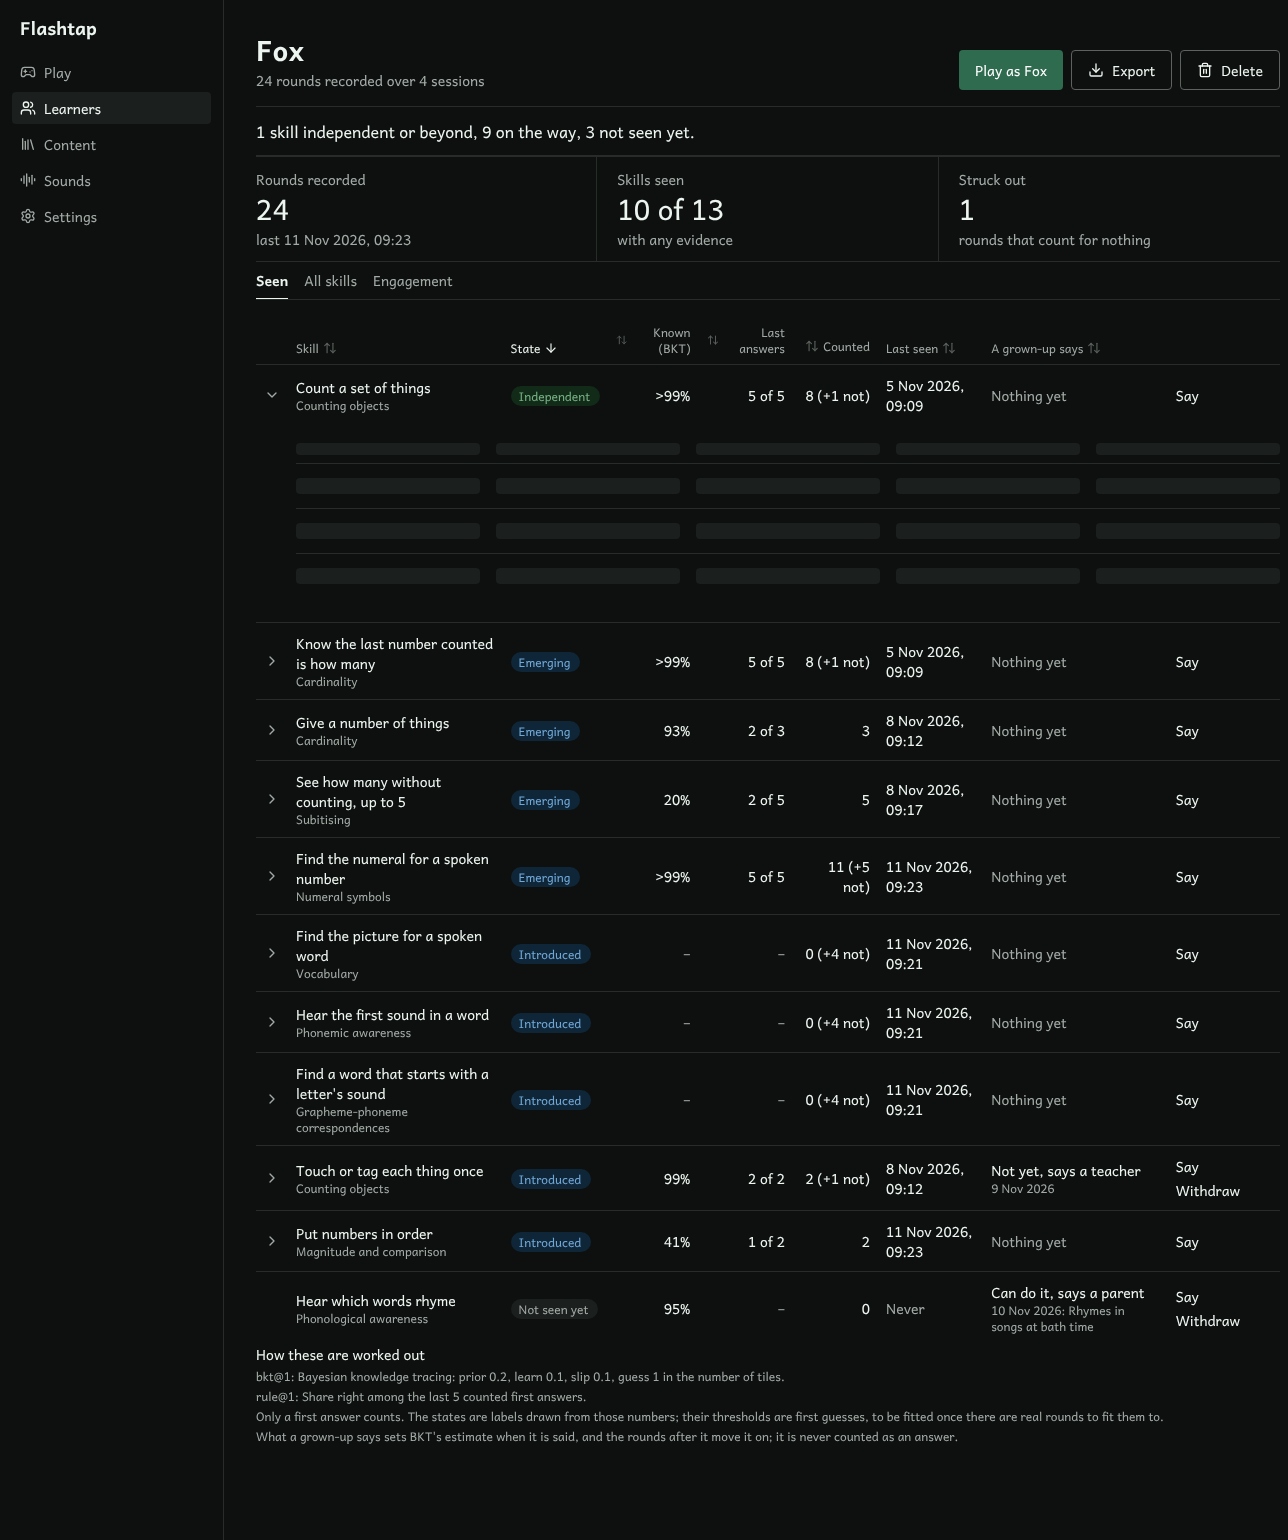 Flashtap
Play
Learners
Content
Sounds
Settings
Fox
24 rounds recorded over 4 sessions
Play as Fox
Export
Delete
1 skill independent or beyond, 9 on the way, 3 not seen yet.
Rounds recorded
24
last 11 Nov 2026, 09:23
Skills seen
10 of 13
with any evidence
Struck out
1
rounds that count for nothing
Seen
All skills
Engagement
Skill
State
Known
(BKT)
Last
answers
Counted
Last seen
A grown-up says
Count a set of things
Counting objects
Independent
>99%
5 of 5
8 (+1 not)
5 Nov 2026,
09:09
Nothing yet
Say
Know the last number counted
is how many
Cardinality
Emerging
>99%
5 of 5
8 (+1 not)
5 Nov 2026,
09:09
Nothing yet
Say
Give a number of things
Cardinality
Emerging
93%
2 of 3
3
8 Nov 2026,
09:12
Nothing yet
Say
See how many without
counting, up to 5
Subitising
Emerging
20%
2 of 5
5
8 Nov 2026,
09:17
Nothing yet
Say
Find the numeral for a spoken
number
Numeral symbols
Emerging
>99%
5 of 5
11 (+5
not)
11 Nov 2026,
09:23
Nothing yet
Say
Find the picture for a spoken
word
Vocabulary
Introduced
–
–
0 (+4 not)
11 Nov 2026,
09:21
Nothing yet
Say
Hear the first sound in a word
Phonemic awareness
Introduced
–
–
0 (+4 not)
11 Nov 2026,
09:21
Nothing yet
Say
Find a word that starts with a
letter's sound
Grapheme-phoneme
correspondences
Introduced
–
–
0 (+4 not)
11 Nov 2026,
09:21
Nothing yet
Say
Touch or tag each thing once
Counting objects
Introduced
99%
2 of 2
2 (+1 not)
8 Nov 2026,
09:12
Not yet, says a teacher
9 Nov 2026
Say
Withdraw
Put numbers in order
Magnitude and comparison
Introduced
41%
1 of 2
2
11 Nov 2026,
09:23
Nothing yet
Say
Hear which words rhyme
Phonological awareness
Not seen yet
95%
–
0
Never
Can do it, says a parent
10 Nov 2026: Rhymes in
songs at bath time
Say
Withdraw
How these are worked out
bkt@1: Bayesian knowledge tracing: prior 0.2, learn 0.1, slip 0.1, guess 1 in the number of tiles.
rule@1: Share right among the last 5 counted first answers.
Only a first answer counts. The states are labels drawn from those numbers; their thresholds are first guesses, to be fitted once there are real rounds to fit them to.
What a grown-up says sets BKT's estimate when it is said, and the rounds after it move it on; it is never counted as an answer.